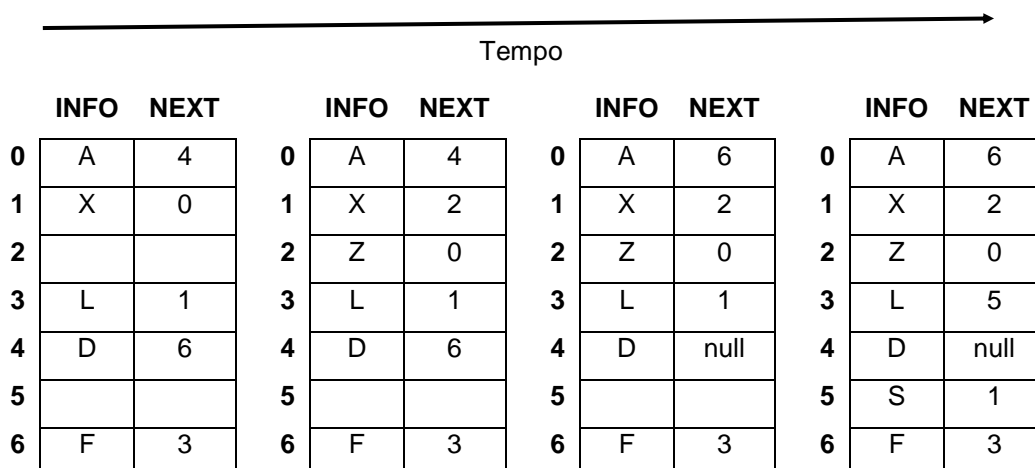 Tempo
INFO NEXT INFO NEXT INFO NEXT INFO NEXT
0 A 4 0 A 4 0 A 6 0 A 6
1 X 0 1 X 2 1 X 2 1 X 2
2 2 Z 0 2 Z 0 2 Z 0
3 L 1 3 L 1 3 L 1 3 L 5
4 D 6 4 D 6 4 D null 4 D null
5 5 5 5 S 1
6 F 3 6 F 3 6 F 3 6 F 3